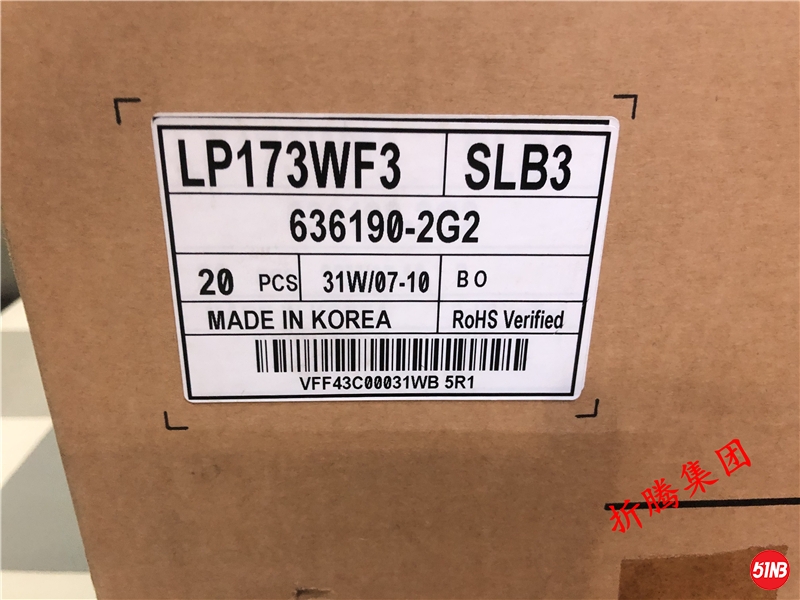 LP173WF3 SLB3
636190-2G2
20 PCS 31W/07-10 BO
MADE IN KOREA RoHS Verified
VFF43C00031WB 5R1
折腾集团
51NB